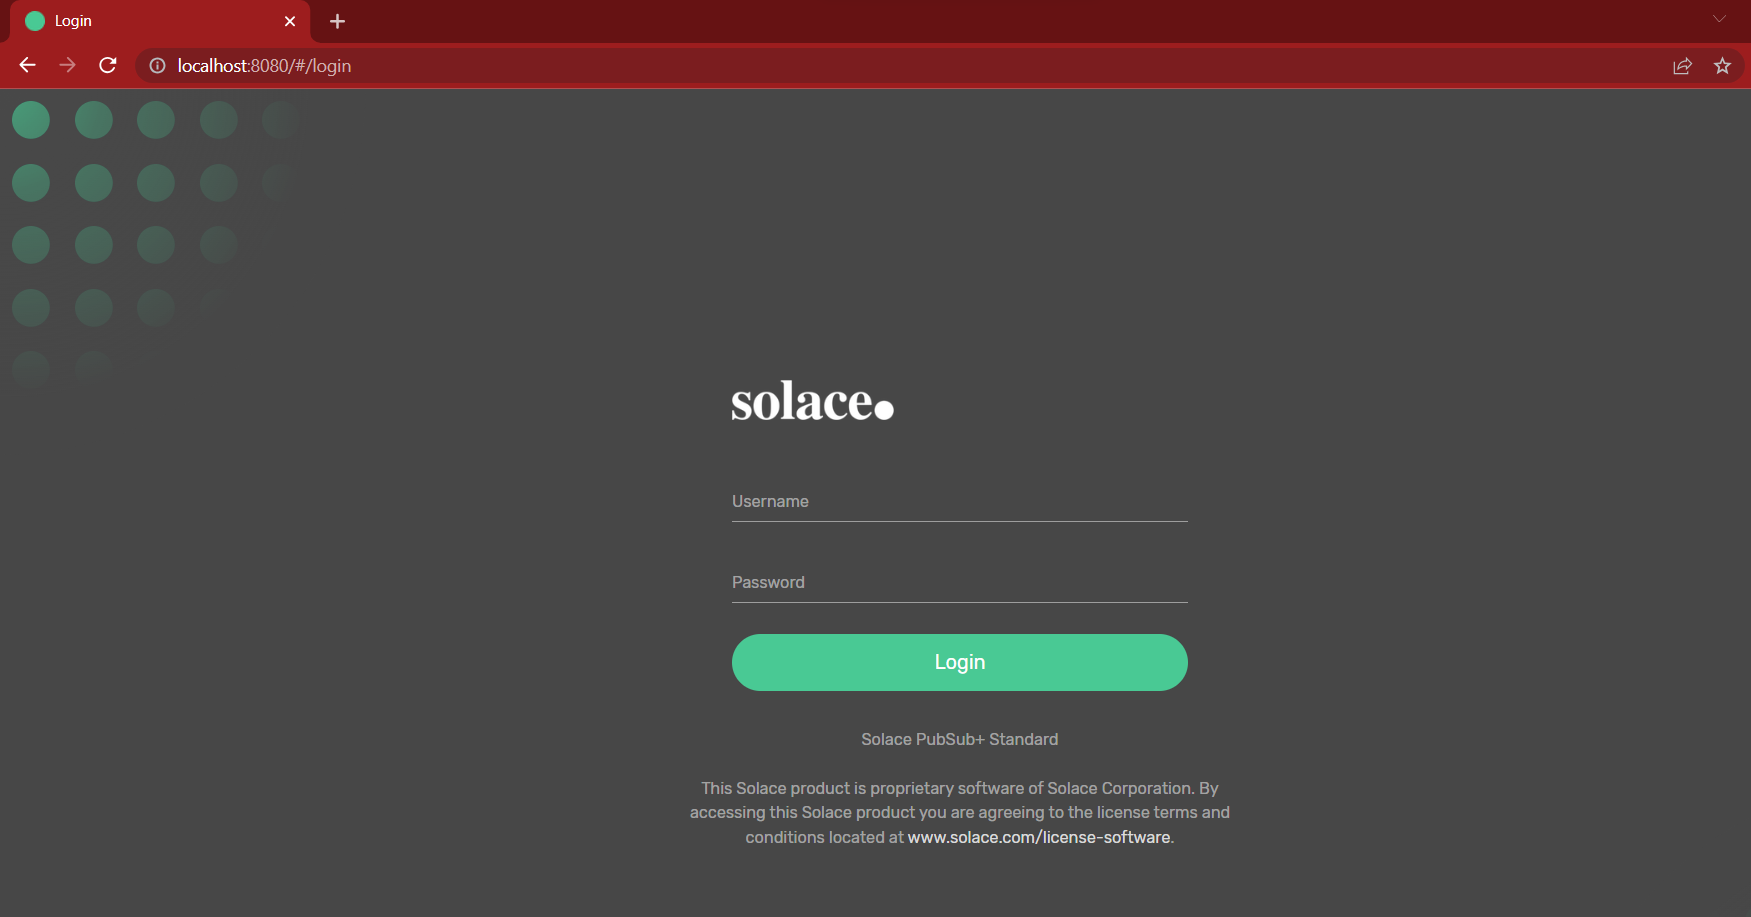 Login
localhost:8080/#/login
solace
Username
Password
Login
Solace PubSub+ Standard
This Solace product is proprietary software of Solace Corporation. By
accessing this Solace product you are agreeing to the license terms and
conditions located at www.solace.com/license-software.